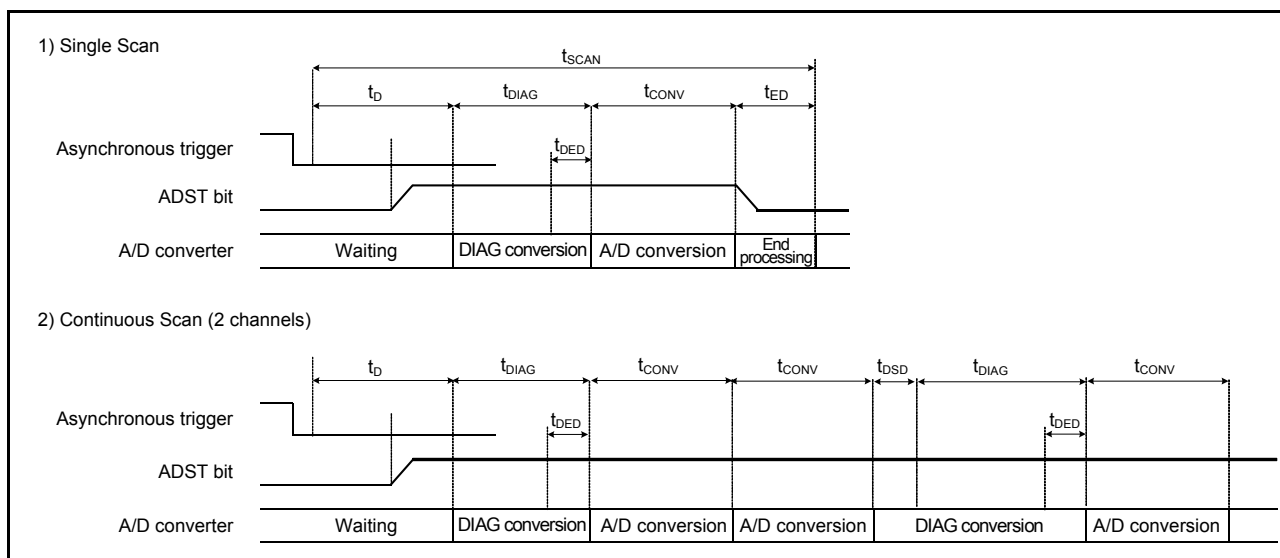 1) Single Scan
tSCAN
tD tDIAG tCONV tED
Asynchronous trigger
tDED
ADST bit
A/D converter Waiting DIAG conversion A/D conversion End processing
2) Continuous Scan (2 channels)
tD tDIAG tCONV tCONV tDSD tDIAG tCONV
Asynchronous trigger
tDED tDED
ADST bit
A/D converter Waiting DIAG conversion A/D conversion A/D conversion DIAG conversion A/D conversion